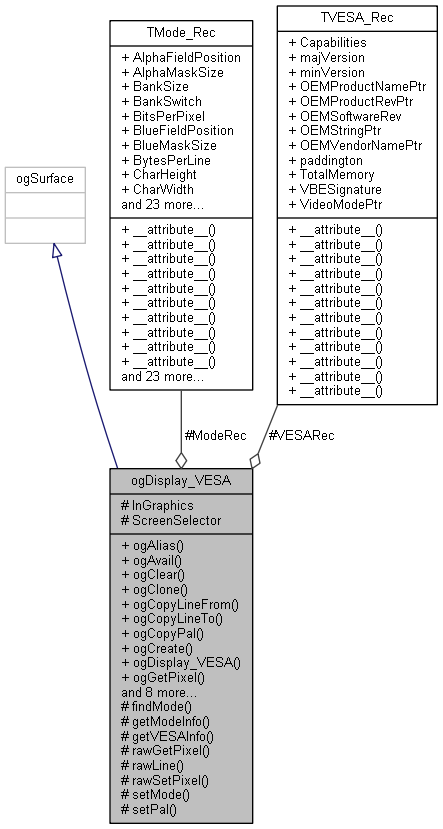 TMode_Rec
+ AlphaFieldPosition
+ AlphaMaskSize
+ BankSize
+ BankSwitch
+ BitsPerPixel
+ BlueFieldPosition
+ BlueMaskSize
+ BytesPerLine
+ CharHeight
+ CharWidth
and 23 more...
+ __attribute__()
+ __attribute__()
+ __attribute__()
+ __attribute__()
+ __attribute__()
+ __attribute__()
+ __attribute__()
+ __attribute__()
+ __attribute__()
+ __attribute__()
and 23 more...
TVESA_Rec
+ Capabilities
+ majVersion
+ minVersion
+ OEMProductNamePtr
+ OEMProductRevPtr
+ OEMSoftwareRev
+ OEMStringPtr
+ OEMVendorNamePtr
+ paddington
+ TotalMemory
+ VBESignature
+ VideoModePtr
+ __attribute__()
+ __attribute__()
+ __attribute__()
+ __attribute__()
+ __attribute__()
+ __attribute__()
+ __attribute__()
+ __attribute__()
+ __attribute__()
+ __attribute__()
+ __attribute__()
+ __attribute__()
ogSurface
#ModeRec
#VESARec
ogDisplay_VESA
# InGraphics
# ScreenSelector
+ ogAlias()
+ ogAvail()
+ ogClear()
+ ogClone()
+ ogCopyLineFrom()
+ ogCopyLineTo()
+ ogCopyPal()
+ ogCreate()
+ ogDisplay_VESA()
+ ogGetPixel()
and 8 more...
# findMode()
# getModeInfo()
# getVESAInfo()
# rawGetPixel()
# rawLine()
# rawSetPixel()
# setMode()
# setPal()